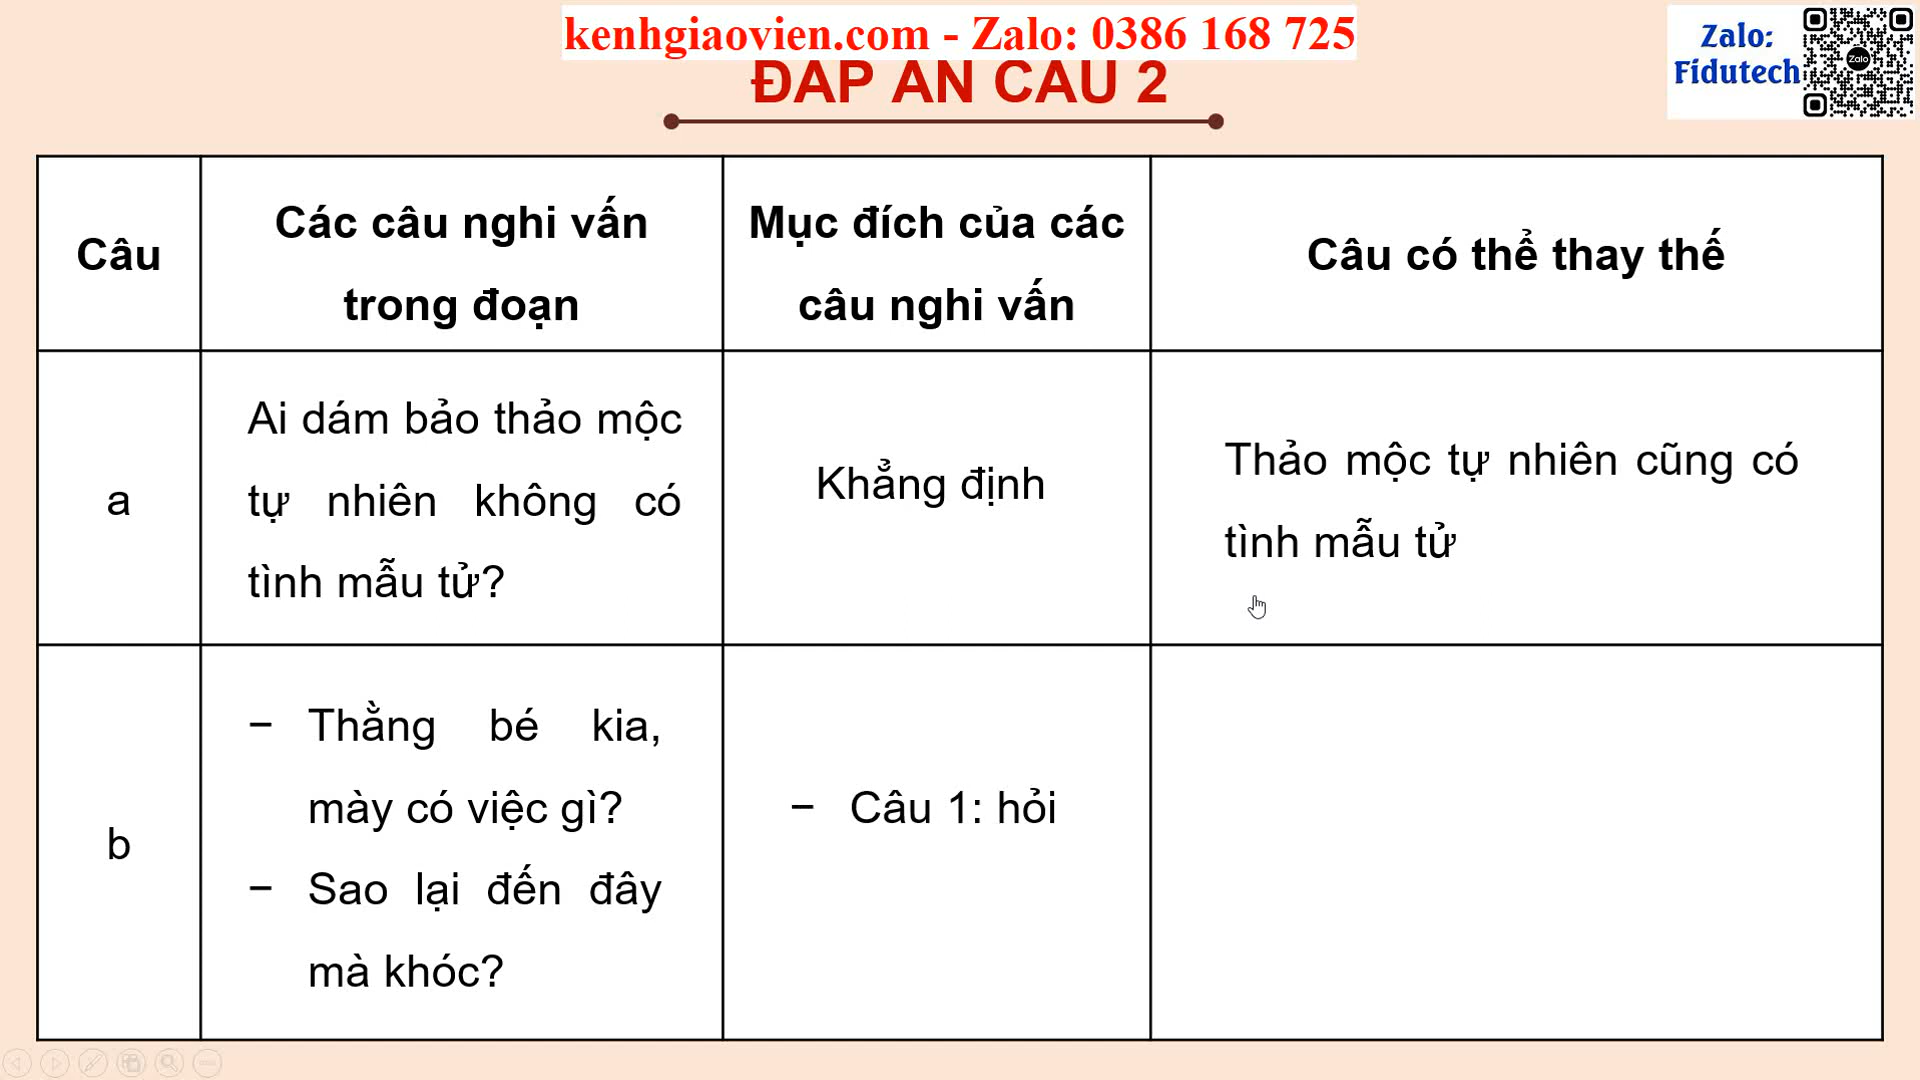 kenhgiaovien.com - Zalo: 0386 168 725
Zalo:
Fidutech
Zalo
ĐÁP ÁN CÂU 2
Câu
Các câu nghi vấn
trong đoạn
Mục đích của các
câu nghi vấn
Câu có thể thay thế
a
Ai dám bảo thảo mộc
tự nhiên không có
tình mẫu tử?
Khẳng định
Thảo mộc tự nhiên cũng có
tình mẫu tử
b
– Thằng bé kia,
mày có việc gì?
– Sao lại đến đây
mà khóc?
– Câu 1: hỏi